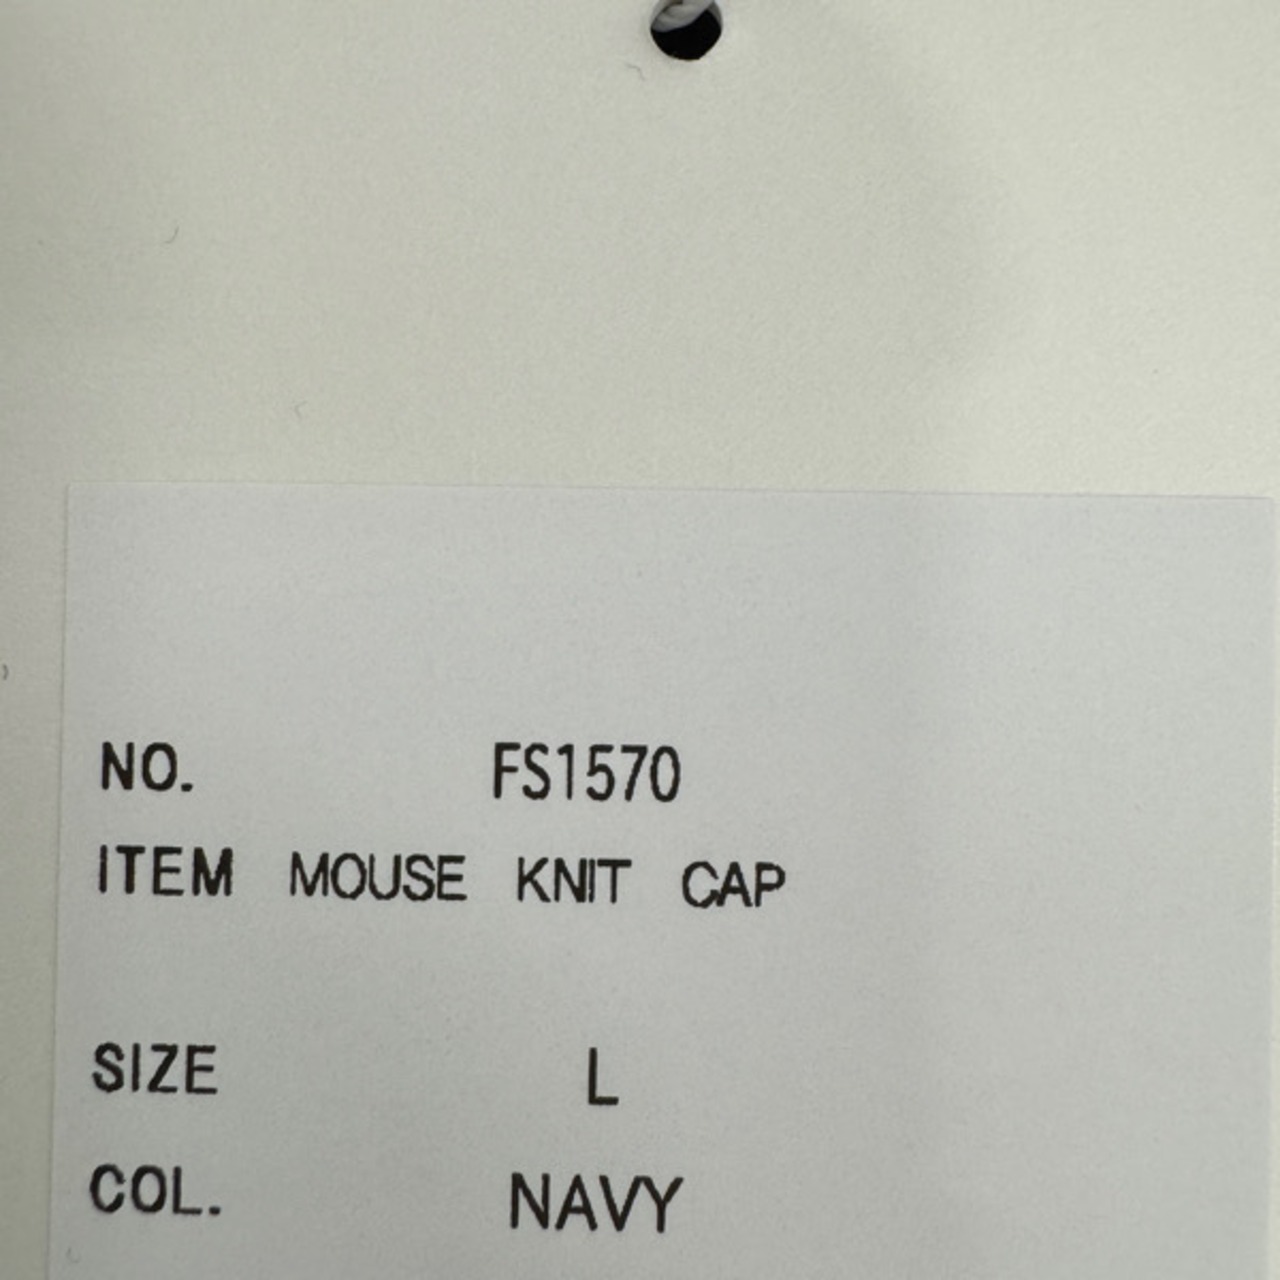 NO. FS1570
ITEM MOUSE KNIT CAP
SIZE L
COL. NAVY